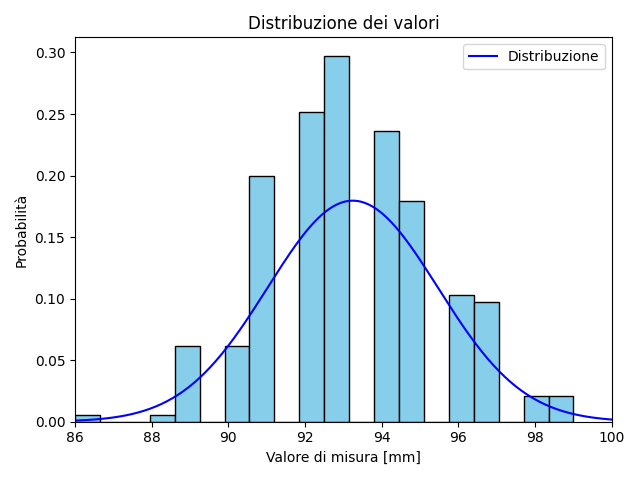 Distribuzione dei valori
Distribuzione
Probabilità
0.30
0.25
0.20
0.15
0.10
0.05
0.00
86 88 90 92 94 96 98 100
Valore di misura [mm]